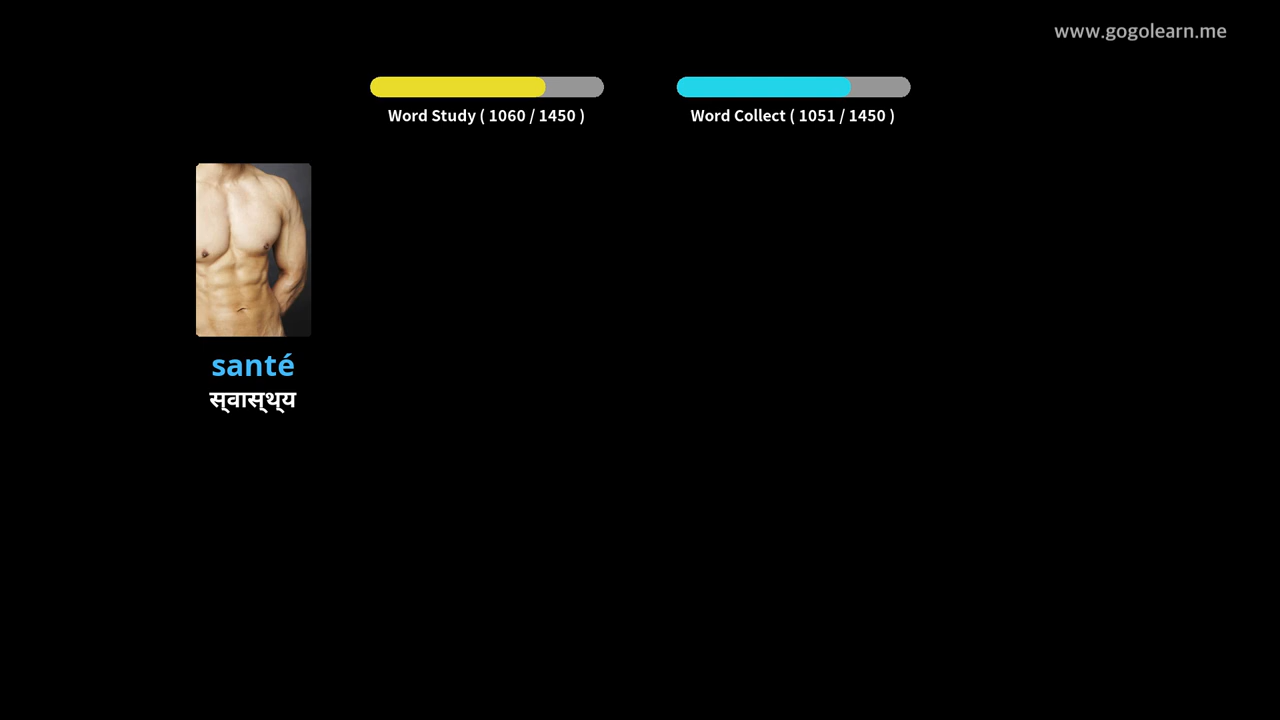 www.gogolearn.me
Word Study ( 1060 / 1450 )
Word Collect ( 1051 / 1450 )
santé
स्वास्थ्य